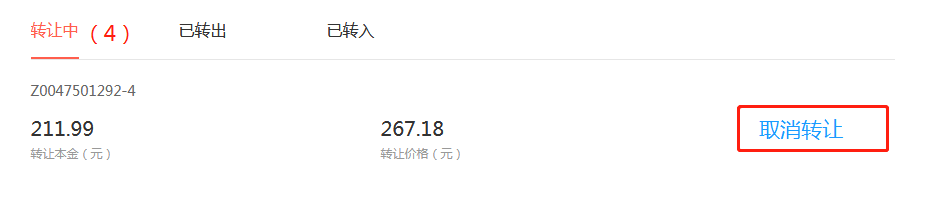 转让中（4） 已转出 已转入
Z0047501292-4
211.99 267.18 取消转让
转让本金（元） 转让价格（元）